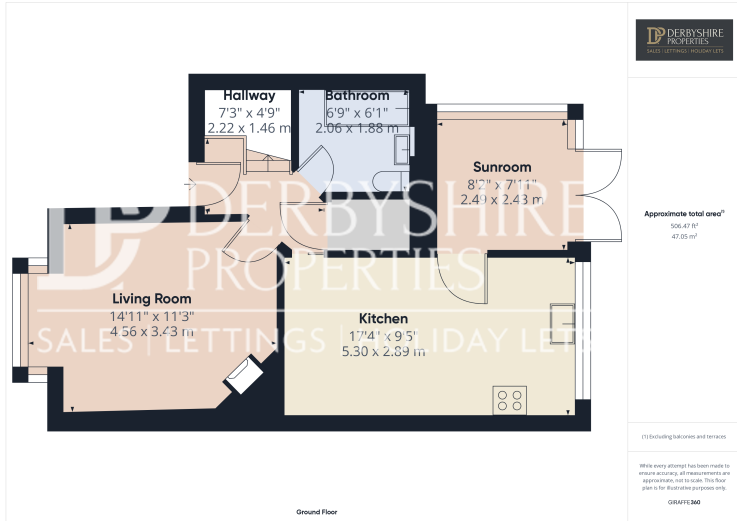 DERBYSHIRE
PROPERTIES
SALES | LETTINGS | HOLIDAY LETS
Hallway
7'3" x 4'9"
2.22 x 1.46 m
Bathroom
6'9" x 6'1"
2.06 x 1.88 m
Sunroom
8'2" x 7'11"
2.49 x 2.43 m
Living Room
14'11" x 11'3"
4.56 x 3.43 m
Kitchen
17'4" x 9'5"
5.30 x 2.89 m
DERBYSHIRE
PROPERTIES
SALES | LETTINGS | HOLIDAY LETS
Ground Floor
Approximate total area⁽¹⁾
506.47 ft²
47.05 m²
(1) Excluding balconies and terraces
While every attempt has been made to
ensure accuracy, all measurements are
approximate, not to scale. This floor
plan is for illustrative purposes only.
GIRAFFE360